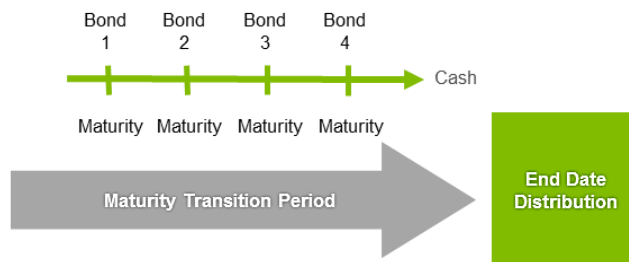 Bond Bond Bond Bond
1 2 3 4
Cash
Maturity Maturity Maturity Maturity
Maturity Transition Period
End Date
Distribution